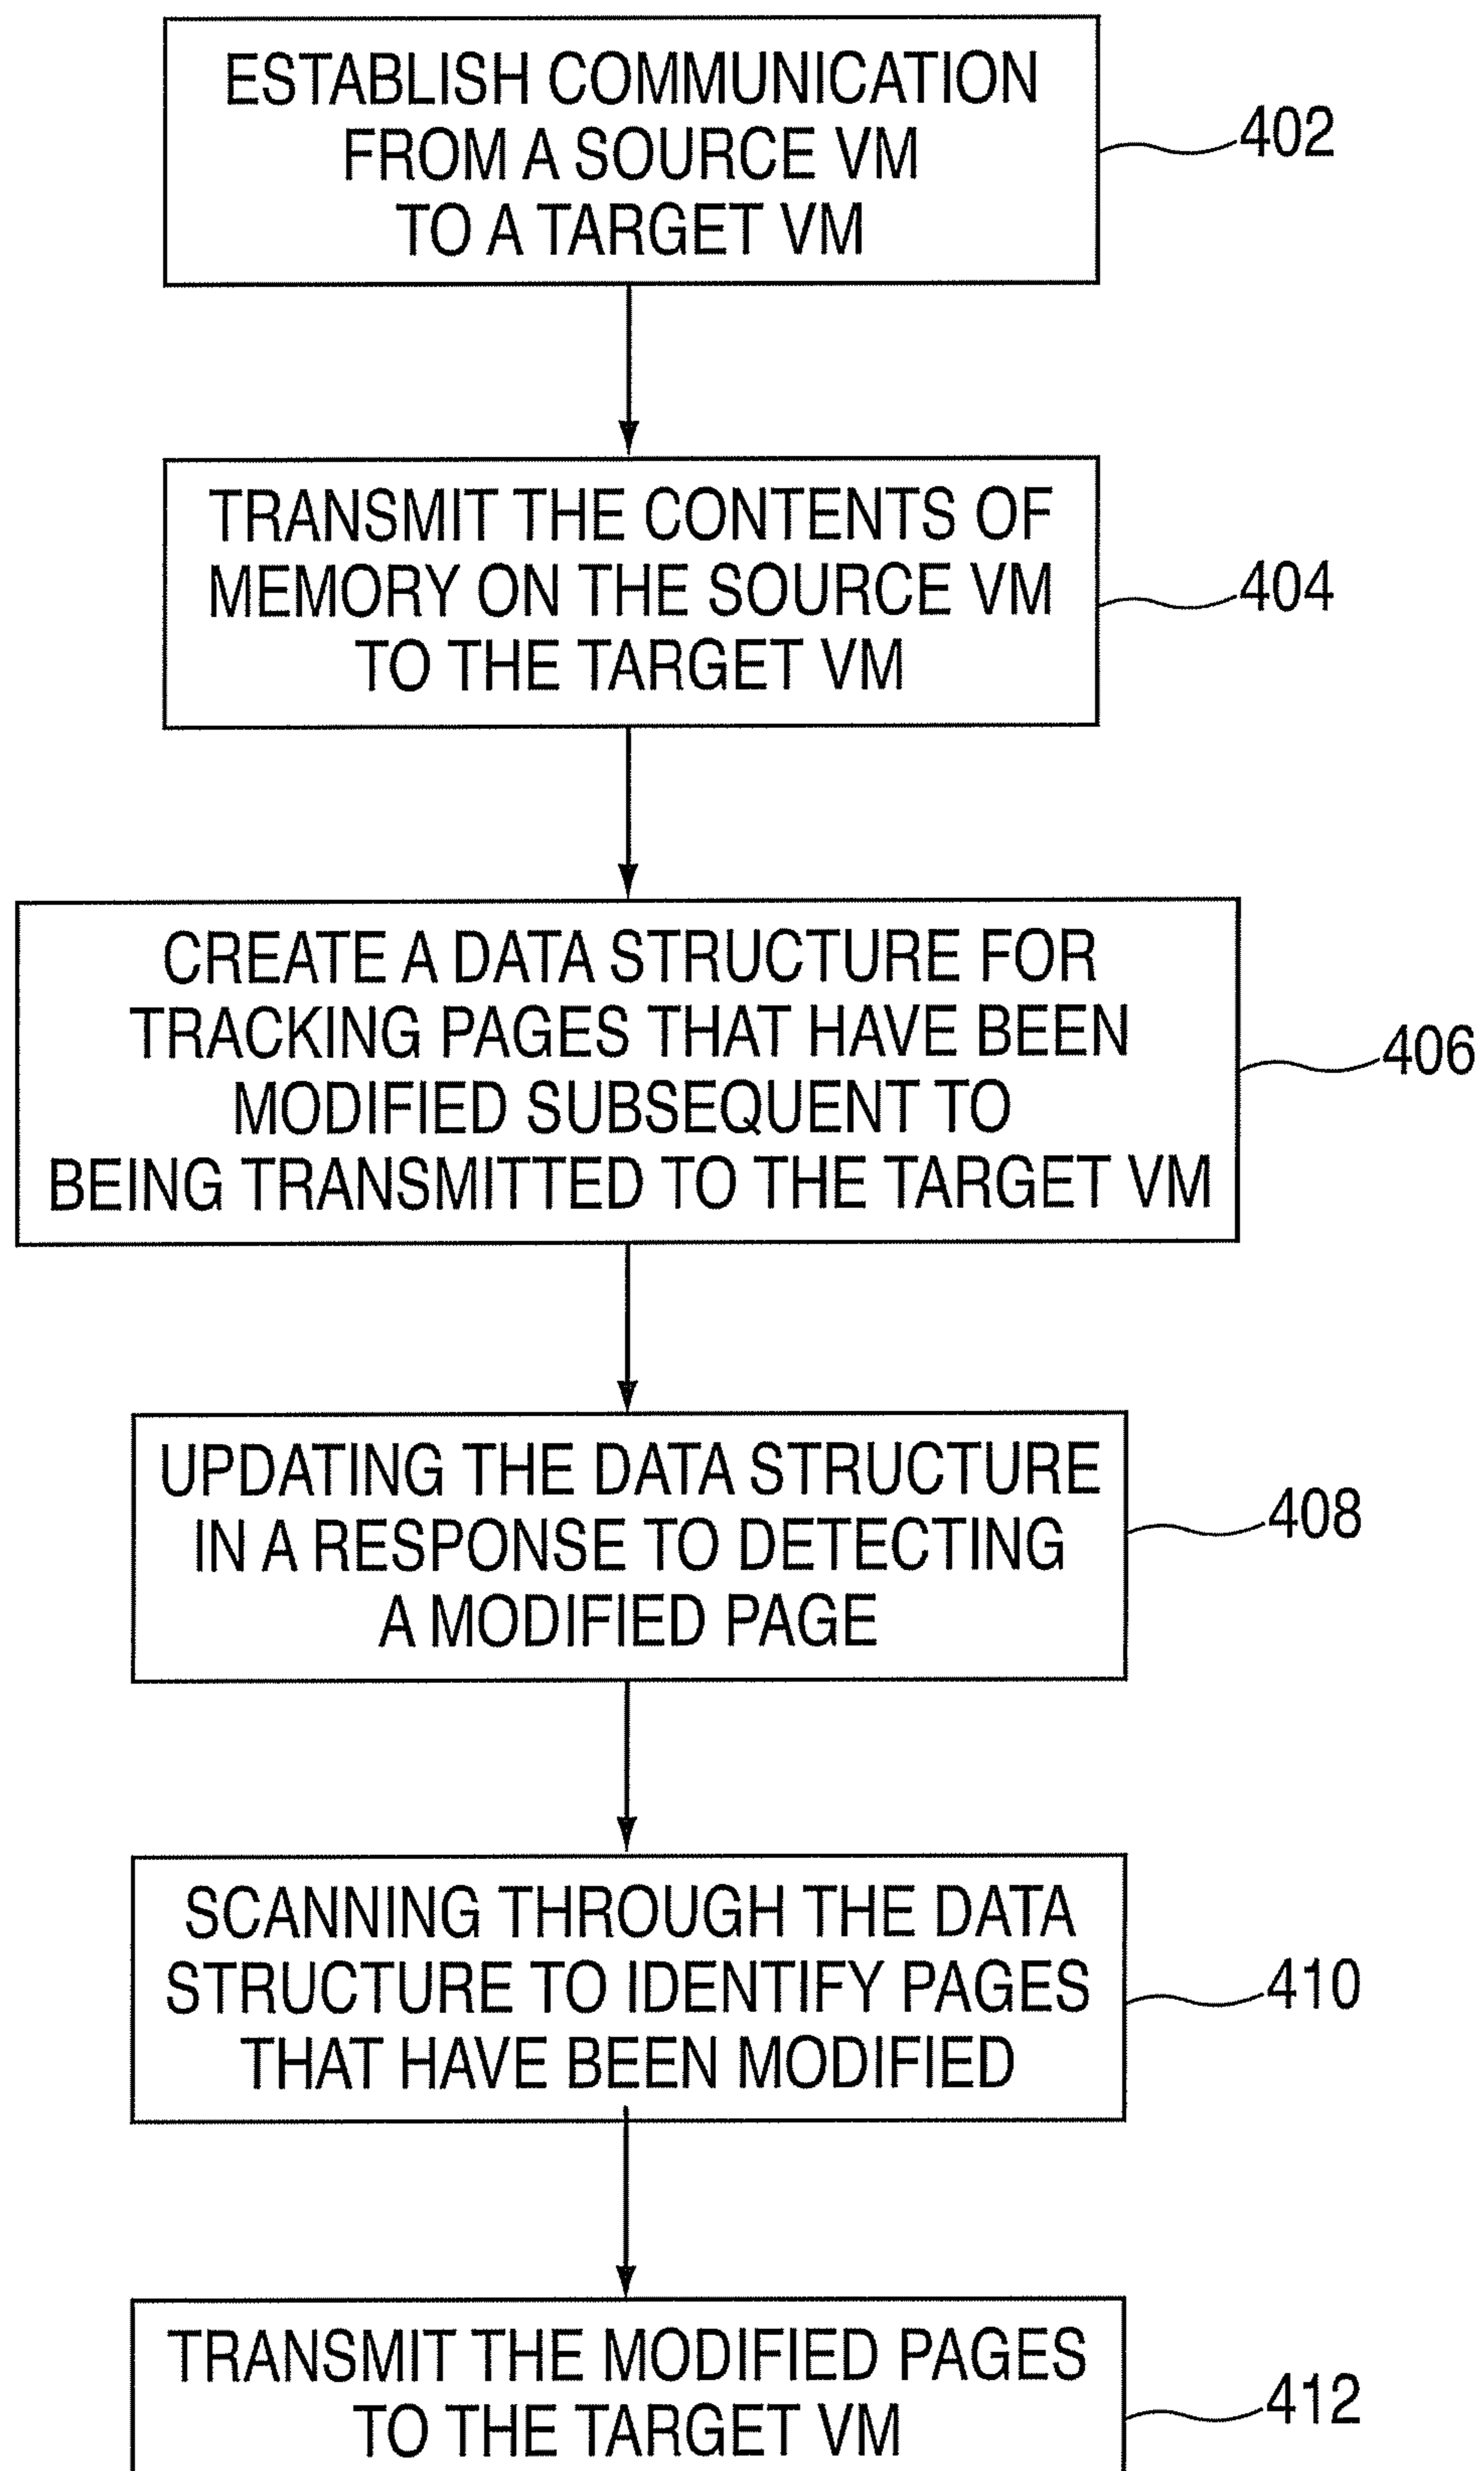 ESTABLISH COMMUNICATION
FROM A SOURCE VM
TO A TARGET VM
402
TRANSMIT THE CONTENTS OF
MEMORY ON THE SOURCE VM
TO THE TARGET VM
404
CREATE A DATA STRUCTURE FOR
TRACKING PAGES THAT HAVE BEEN
MODIFIED SUBSEQUENT TO
BEING TRANSMITTED TO THE TARGET VM
406
UPDATING THE DATA STRUCTURE
IN A RESPONSE TO DETECTING
A MODIFIED PAGE
408
SCANNING THROUGH THE DATA
STRUCTURE TO IDENTIFY PAGES
THAT HAVE BEEN MODIFIED
410
TRANSMIT THE MODIFIED PAGES
TO THE TARGET VM
412